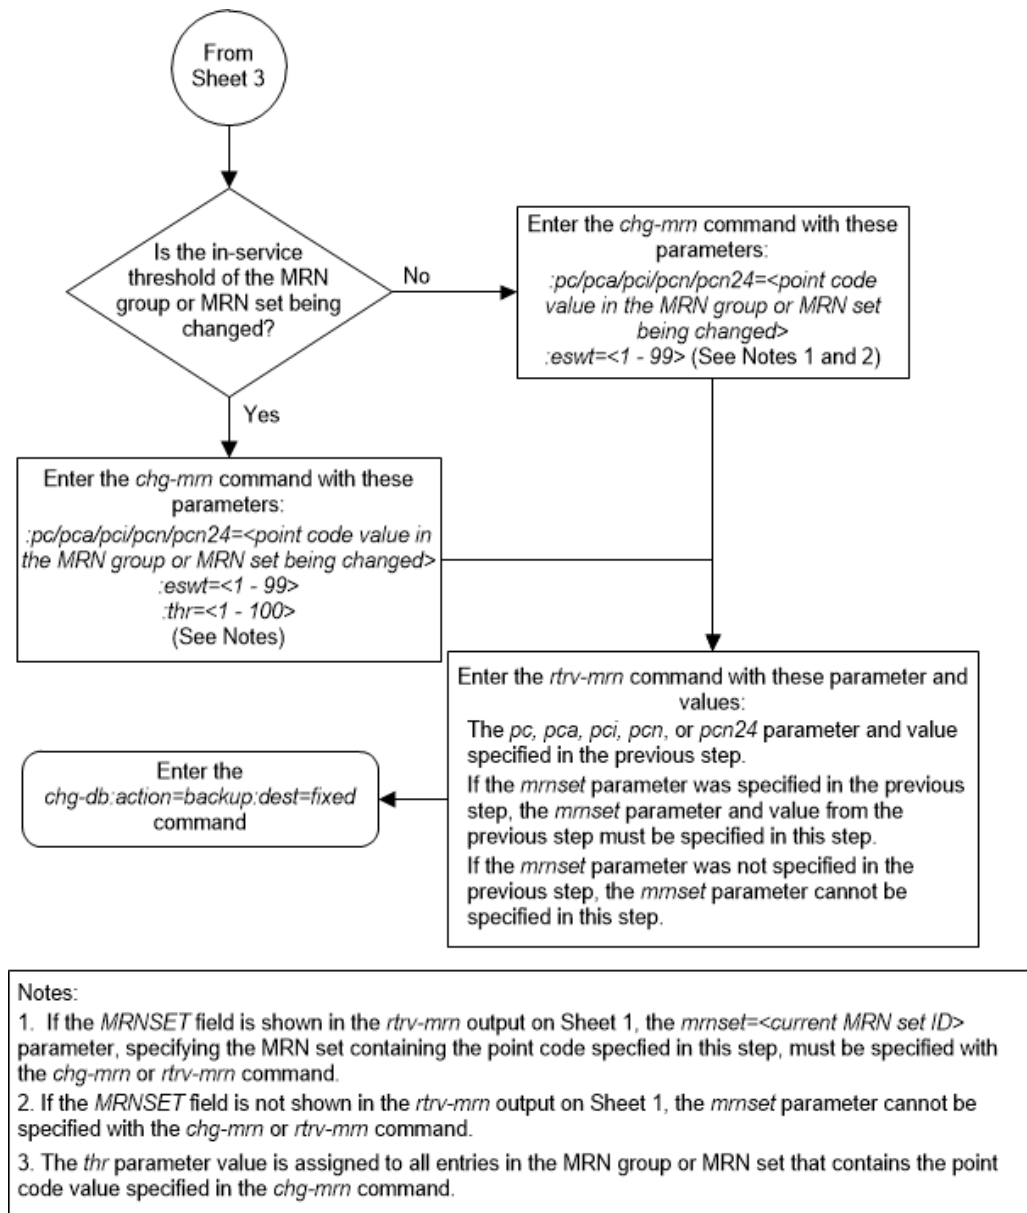 From
Sheet 3
Is the in-service
threshold of the MRN
group or MRN set being
changed?
No
Enter the chg-mrn command with these
parameters:
:pc/pca/pci/pcn/pcn24=<point code
value in the MRN group or MRN set
being changed>
:eswt=<1 - 99> (See Notes 1 and 2)
Yes
Enter the chg-mrn command with these
parameters:
:pc/pca/pci/pcn/pcn24=<point code value in
the MRN group or MRN set being changed>
:eswt=<1 - 99>
:thr=<1 - 100>
(See Notes)
Enter the rtrv-mrn command with these parameter and
values:
The pc, pca, pci, pcn, or pcn24 parameter and value
specified in the previous step.
If the mrnset parameter was specified in the previous
step, the mrnset parameter and value from the
previous step must be specified in this step.
If the mrnset parameter was not specified in the
previous step, the mrnset parameter cannot be
specified in this step.
Enter the
chg-db:action=backup:dest=fixed
command
Notes:
1. If the MRNSET field is shown in the rtrv-mrn output on Sheet 1, the mrnset=<current MRN set ID>
parameter, specifying the MRN set containing the point code specfied in this step, must be specified with
the chg-mrn or rtrv-mrn command.
2. If the MRNSET field is not shown in the rtrv-mrn output on Sheet 1, the mrnset parameter cannot be
specified with the chg-mrn or rtrv-mrn command.
3. The thr parameter value is assigned to all entries in the MRN group or MRN set that contains the point
code value specified in the chg-mrn command.